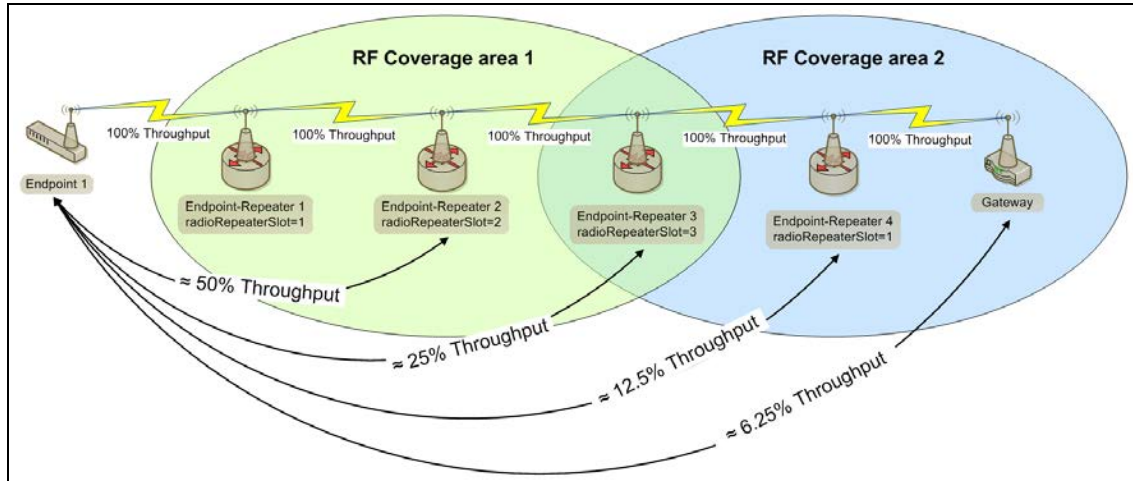 RF Coverage area 1
RF Coverage area 2
100% Throughput
100% Throughput
100% Throughput
100% Throughput
100% Throughput
Endpoint 1
Endpoint-Repeater 1
radioRepeaterSlot=1
Endpoint-Repeater 2
radioRepeaterSlot=2
Endpoint-Repeater 3
radioRepeaterSlot=3
Endpoint-Repeater 4
radioRepeaterSlot=1
Gateway
≈ 50% Throughput
≈ 25% Throughput
≈ 12.5% Throughput
≈ 6.25% Throughput